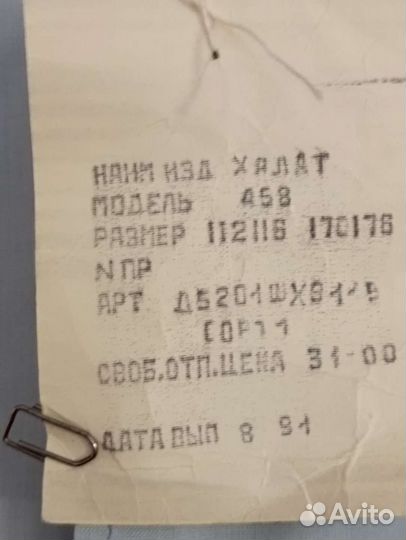 НАИМ ИЗД ХАЛАТ
МОДЕЛЬ 458
РАЗМЕР 112116 170176
N ПР
АРТ
СОРТ 1
СВОБ.ОТП.ЦЕНА 31-00
ДАТА ВЫП 8 91
Avito